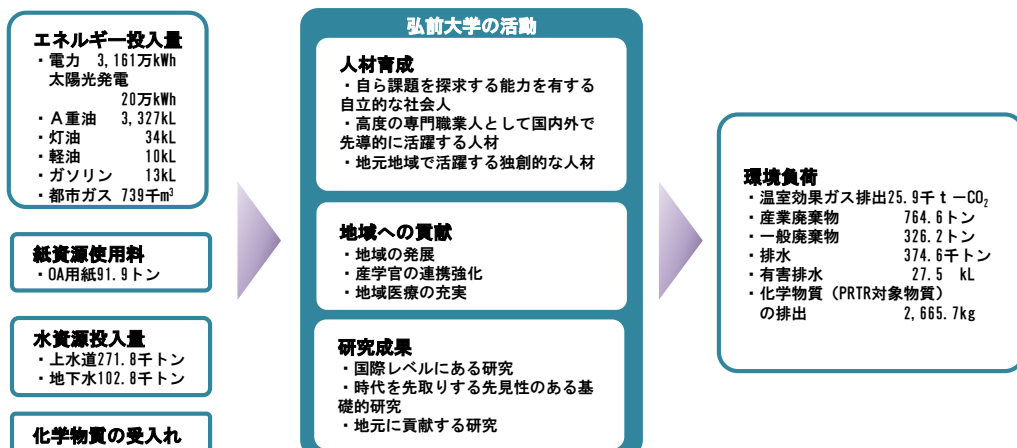 エネルギー投入量
・電力 3,161万kWh
太陽光発電
20万kWh
・A重油 3,327kL
・灯油 34kL
・軽油 10kL
・ガソリン 13kL
・都市ガス 739千m³
紙資源使用料
・OA用紙91.9トン
水資源投入量
・上水道271.8千トン
・地下水102.8千トン
化学物質の受入れ
弘前大学の活動
人材育成
・自ら課題を探求する能力を有する
自立的な社会人
・高度の専門職業人として国内外で
先導的に活躍する人材
・地元地域で活躍する独創的な人材
地域への貢献
・地域の発展
・産学官の連携強化
・地域医療の充実
研究成果
・国際レベルにある研究
・時代を先取りする先見性のある基
礎的研究
・地元に貢献する研究
環境負荷
・温室効果ガス排出25.9千t-CO₂
・産業廃棄物 764.6トン
・一般廃棄物 326.2トン
・排水 374.6千トン
・有害排水 27.5 kL
・化学物質(PRTR対象物質)
の排出 2,665.7kg